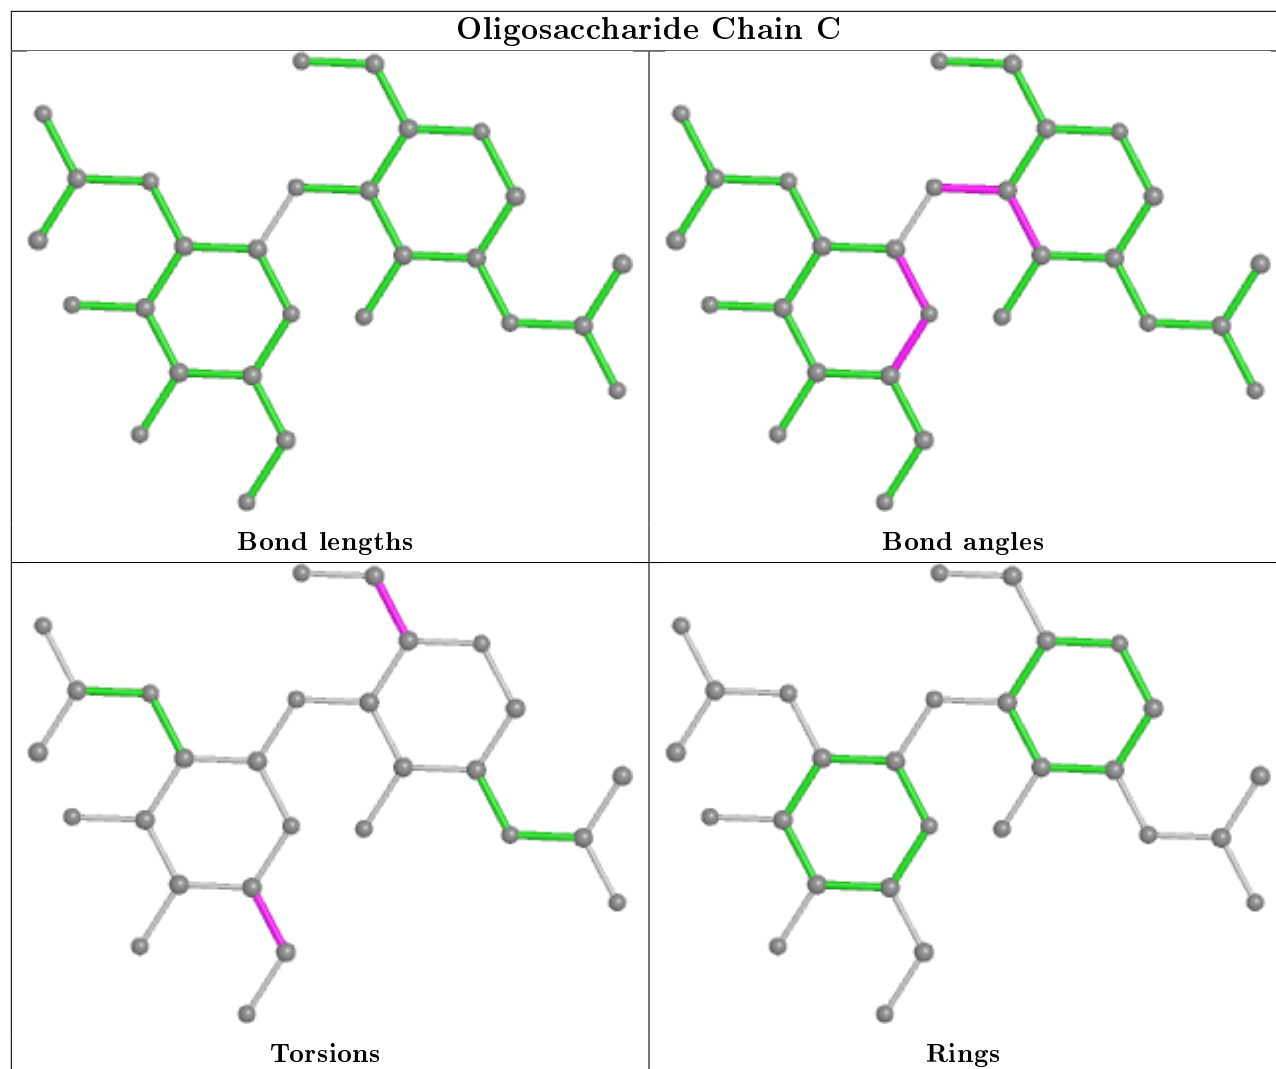 Oligosaccharide Chain C
Bond lengths
Bond angles
Torsions
Rings